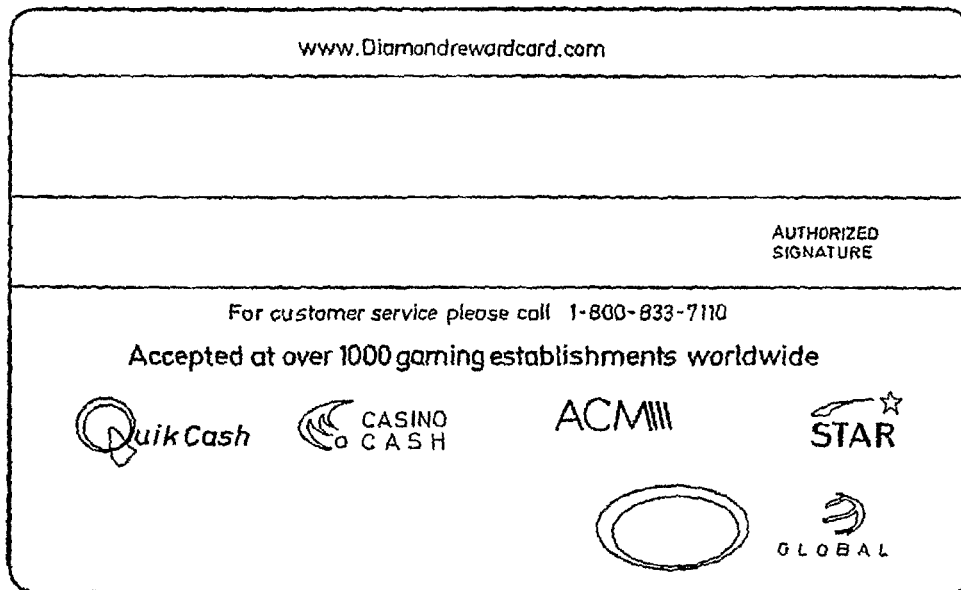 www.Diamondrewardcard.com
AUTHORIZED
SIGNATURE
For customer service please call 1-800-833-7110
Accepted at over 1000 gaming establishments worldwide
QuikCash
CASINO
CASH
ACM
STAR
GLOBAL